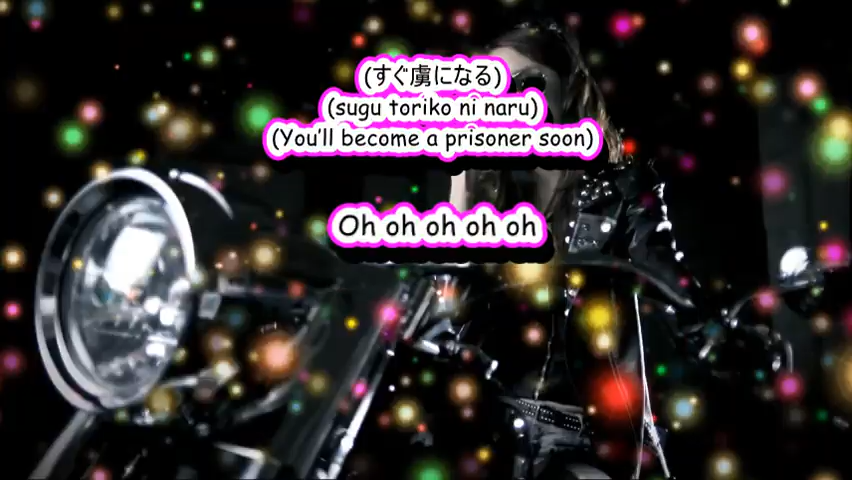 (すぐ虜になる)
(sugu toriko ni naru)
(You'll become a prisoner soon)
Oh oh oh oh oh